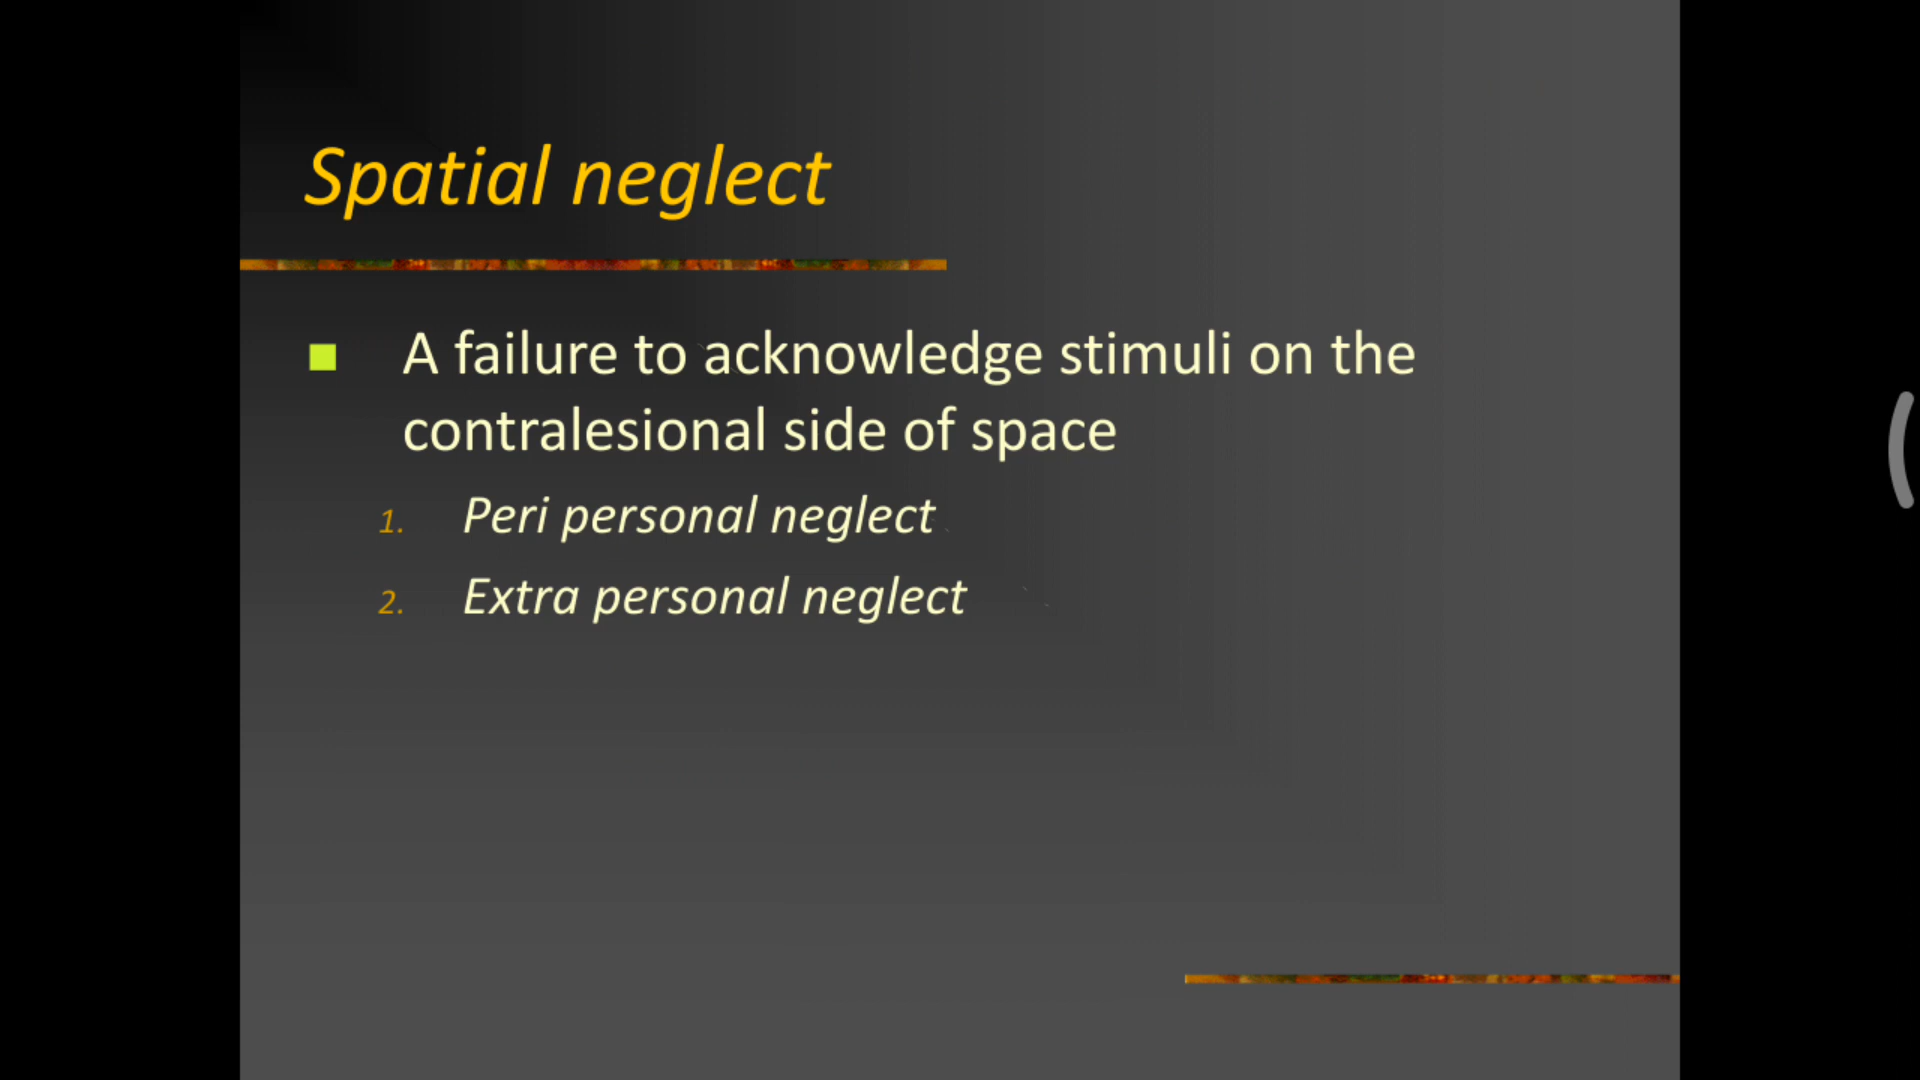 Spatial neglect
A failure to acknowledge stimuli on the
contralesional side of space
1. Peri personal neglect
2. Extra personal neglect